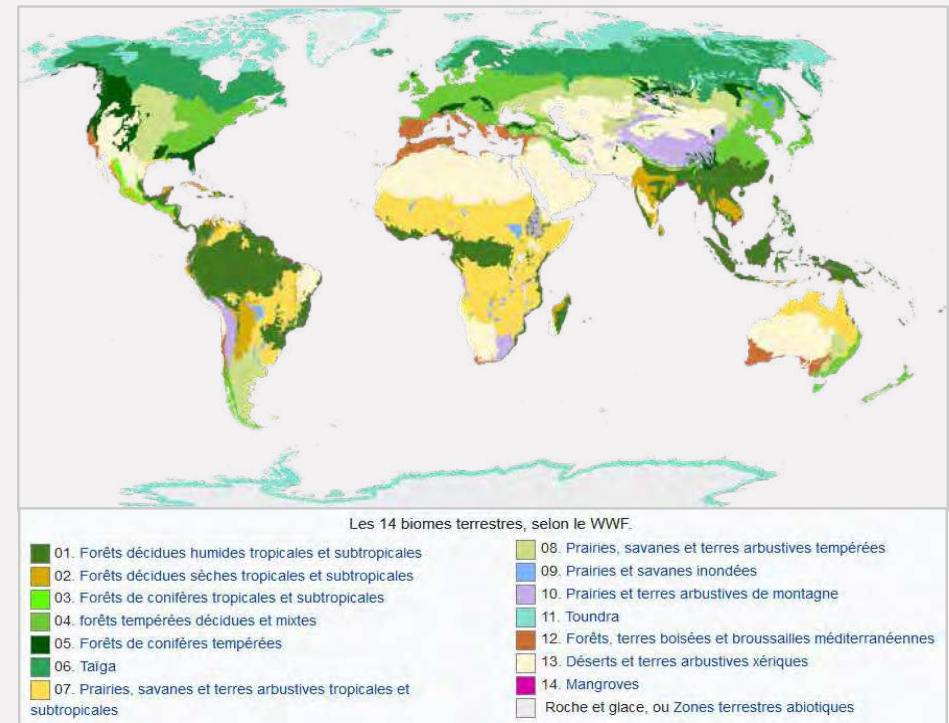 Les 14 biomes terrestres, selon le WWF.
01. Forêts décidues humides tropicales et subtropicales
02. Forêts décidues sèches tropicales et subtropicales
03. Forêts de conifères tropicales et subtropicales
04. forêts tempérées décidues et mixtes
05. Forêts de conifères tempérées
06. Taïga
07. Prairies, savanes et terres arbustives tropicales et
subtropicales
08. Prairies, savanes et terres arbustives tempérées
09. Prairies et savanes inondées
10. Prairies et terres arbustives de montagne
11. Toundra
12. Forêts, terres boisées et broussailles méditerranéennes
13. Déserts et terres arbustives xériques
14. Mangroves
Roche et glace, ou Zones terrestres abiotiques